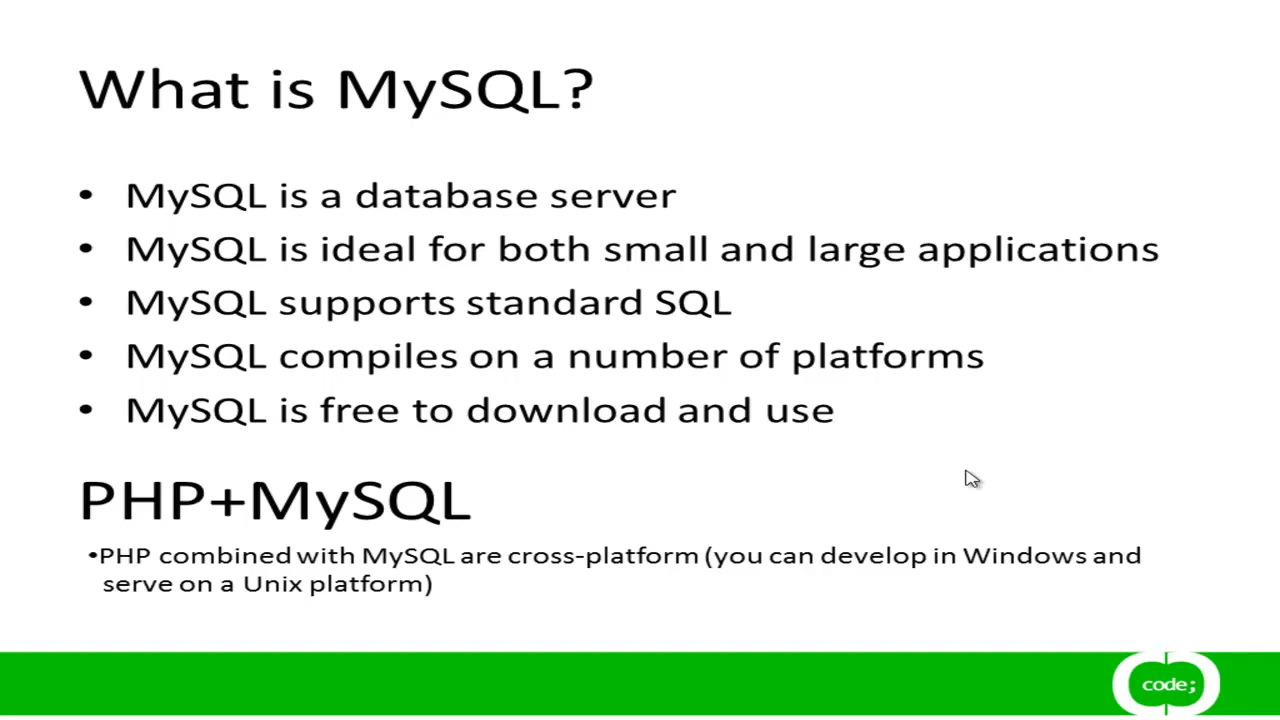 What is MySQL?
• MySQL is a database server
• MySQL is ideal for both small and large applications
• MySQL supports standard SQL
• MySQL compiles on a number of platforms
• MySQL is free to download and use
PHP+MySQL
•PHP combined with MySQL are cross-platform (you can develop in Windows and
serve on a Unix platform)
code;